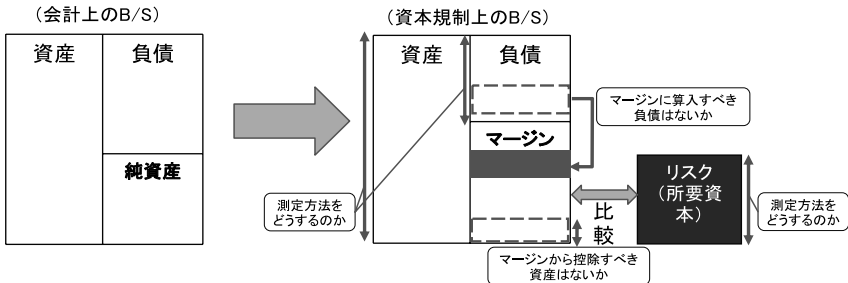 （会計上のB/S）
資産
負債
純資産
（資本規制上のB/S）
資産
負債
マージン
マージンに算入すべき
負債はないか
測定方法を
どうするのか
比
較
マージンから控除すべき
資産はないか
リスク
（所要資
本）
測定方法を
どうするのか